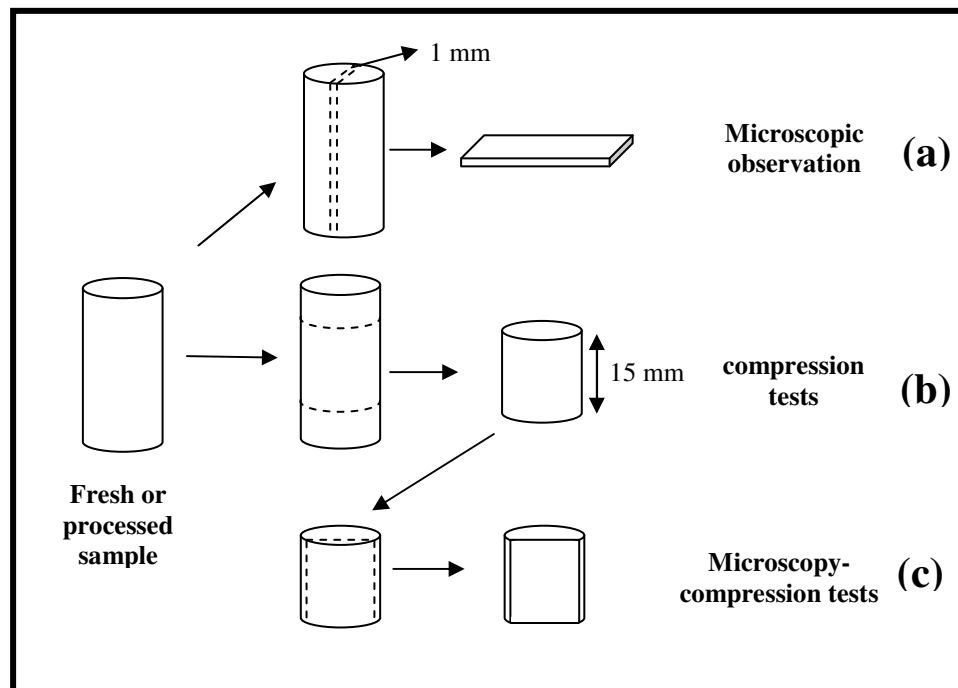 1 mm
Microscopic
observation
(a)
15 mm
compression
tests
(b)
Fresh or
processed
sample
Microscopy-
compression tests
(c)